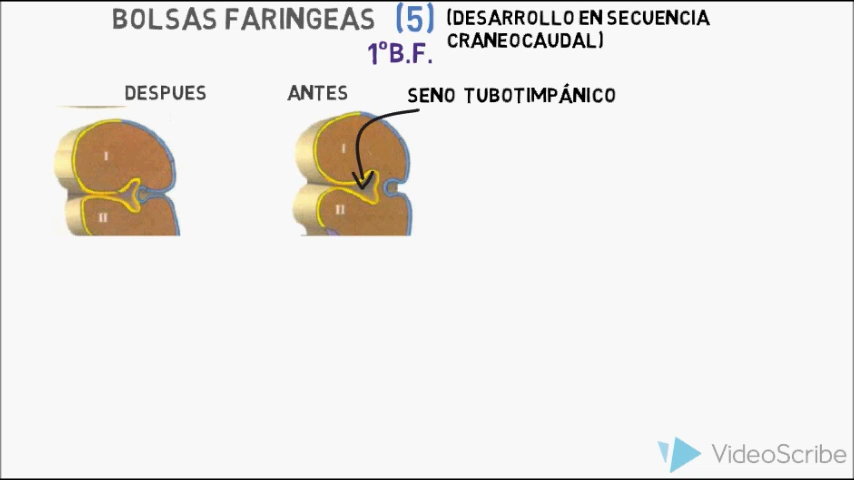 BOLSAS FARINGEAS (5) (DESARROLLO EN SECUENCIA
CRANEOCAUDAL)
1°B.F.
DESPUES
ANTES
SENO TUBOTIMPÁNICO
I
II
I
II
VideoScribe